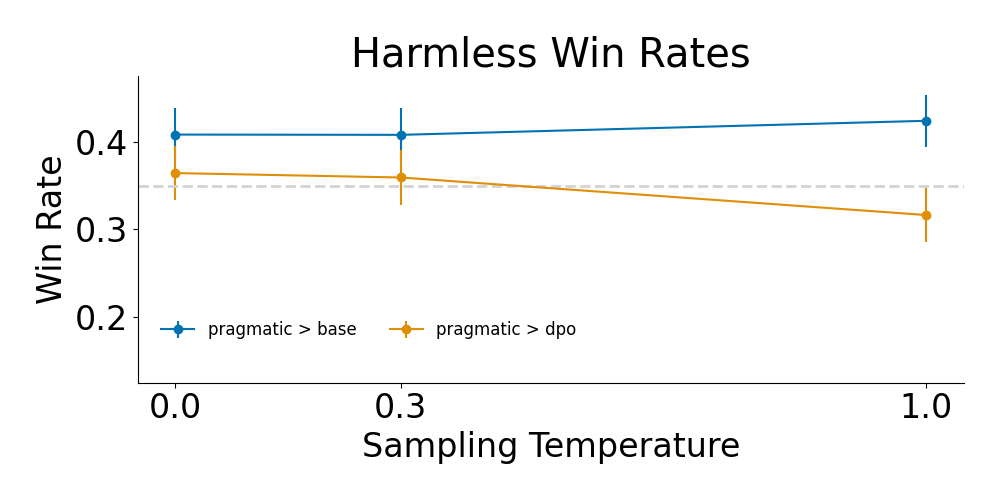 Harmless Win Rates
Win Rate
0.4
0.3
0.2
pragmatic > base
pragmatic > dpo
0.0
0.3
1.0
Sampling Temperature